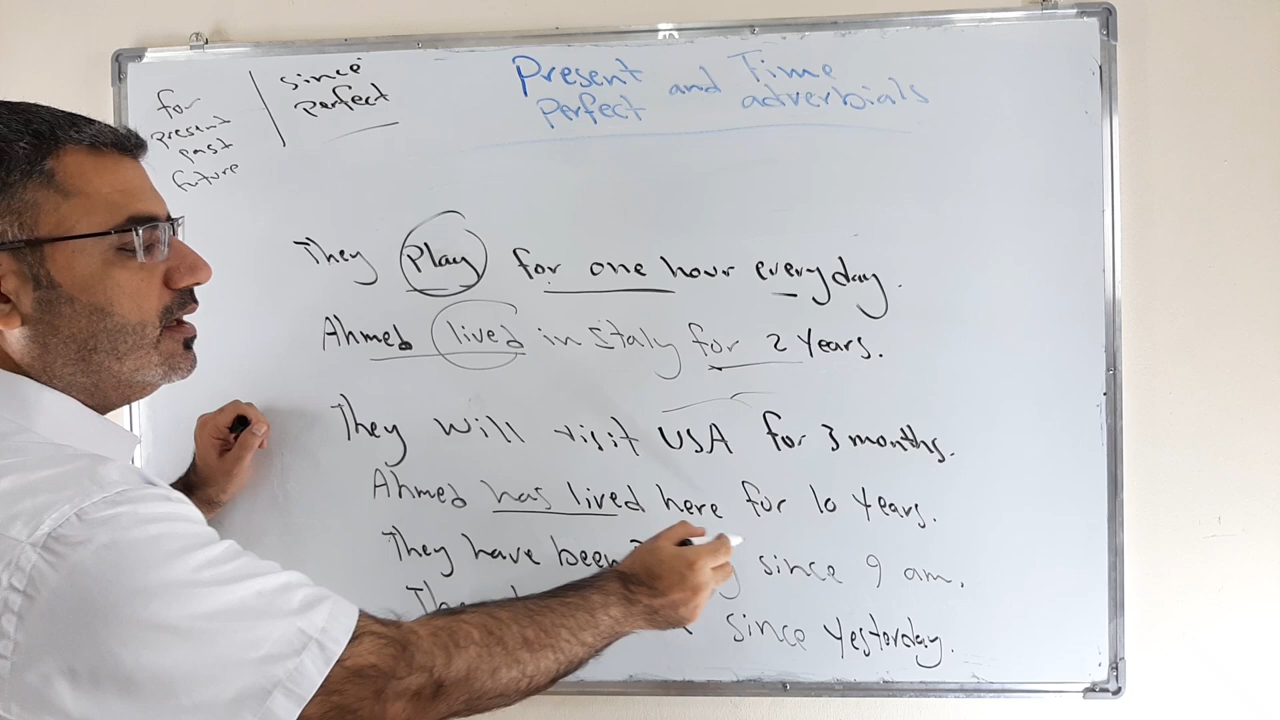 for
present
past
future
since
perfect
Present and Time
perfect adverbials
They play for one hour everyday.
Ahmed lived in Italy for 2 years.
They will visit USA for 3 months.
Ahmed has lived here for 10 years.
They have been since 9 am.
since yesterday.